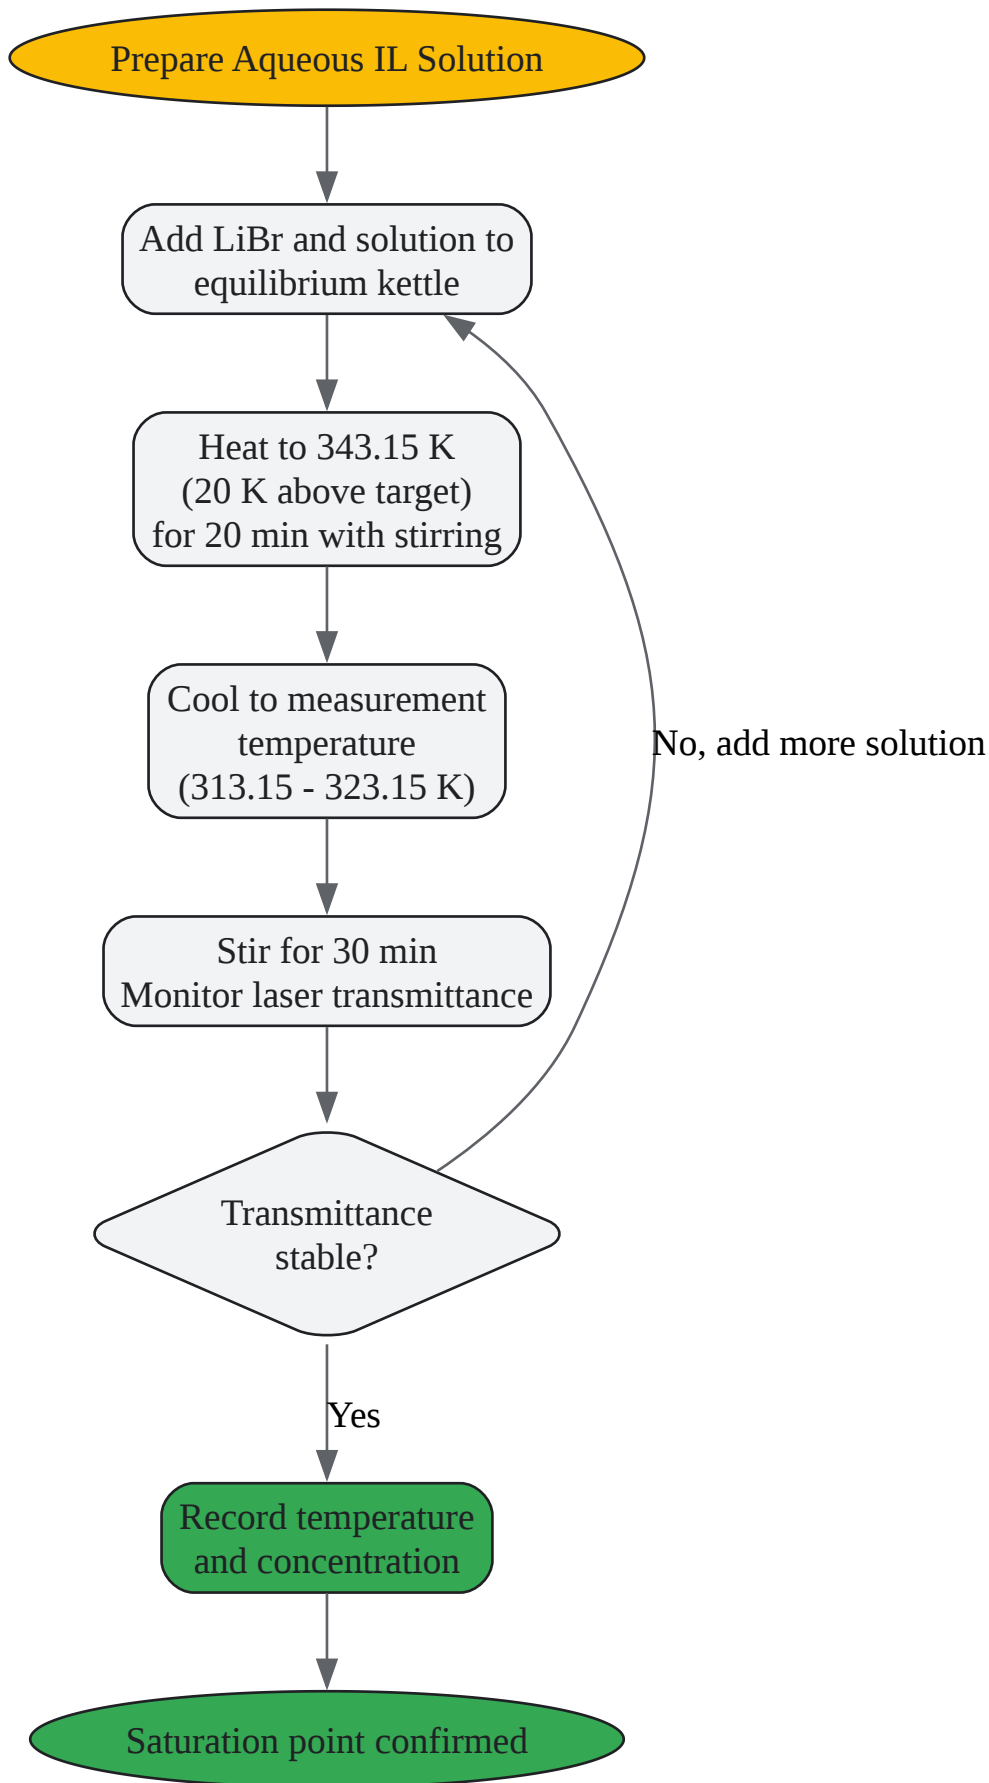 Prepare Aqueous IL Solution
Add LiBr and solution to
equilibrium kettle
Heat to 343.15 K
(20 K above target)
for 20 min with stirring
Cool to measurement
temperature
(313.15 - 323.15 K)
No, add more solution
Stir for 30 min
Monitor laser transmittance
Transmittance
stable?
Yes
Record temperature
and concentration
Saturation point confirmed